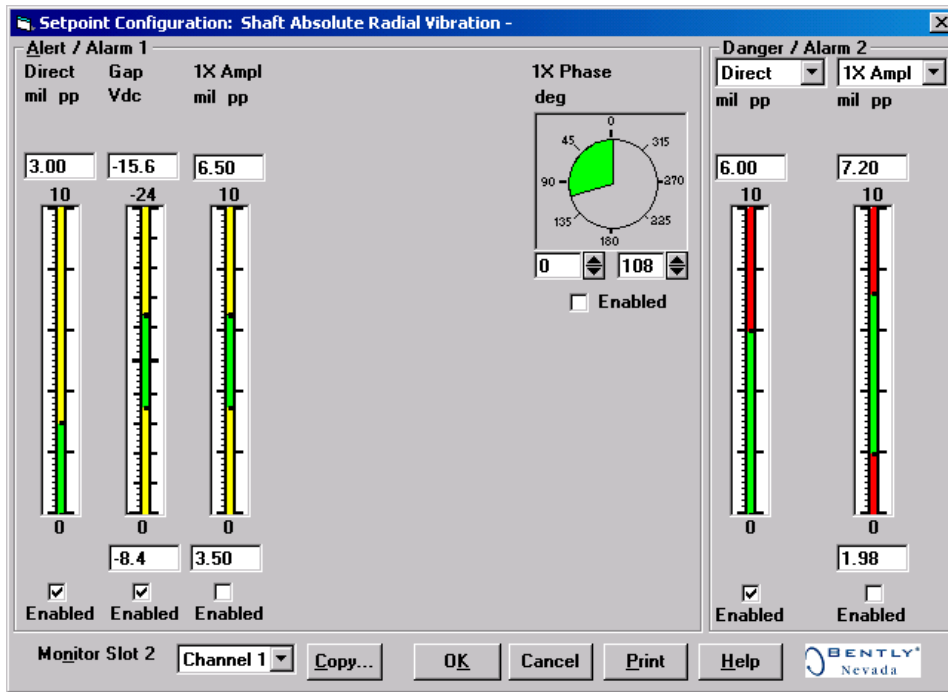 Setpoint Configuration: Shaft Absolute Radial Vibration -
Alert / Alarm 1
Direct Gap 1X Ampl 1X Phase
mil pp Vdc mil pp deg
3.00 -15.6 6.50
10 -24 10
0 0 0
-8.4 3.50
Enabled Enabled Enabled
0
45 315
90 270
135 225
180
0 108
Enabled
Danger / Alarm 2
Direct 1X Ampl
mil pp mil pp
6.00 7.20
10 10
0 0
1.98
Enabled Enabled
Monitor Slot 2 Channel 1 Copy... OK Cancel Print Help BENTLY
Nevada